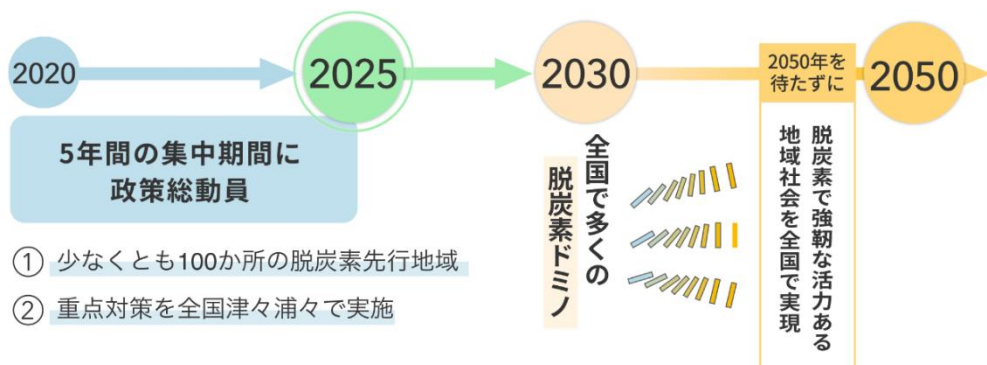 2020
2025
2030
2050年を
待たずに
2050
5年間の集中期間に
政策総動員
① 少なくとも100か所の脱炭素先行地域
② 重点対策を全国津々浦々で実施
全国で多くの
脱炭素ドミノ
脱炭素で強靭な活力ある
地域社会を全国で実現